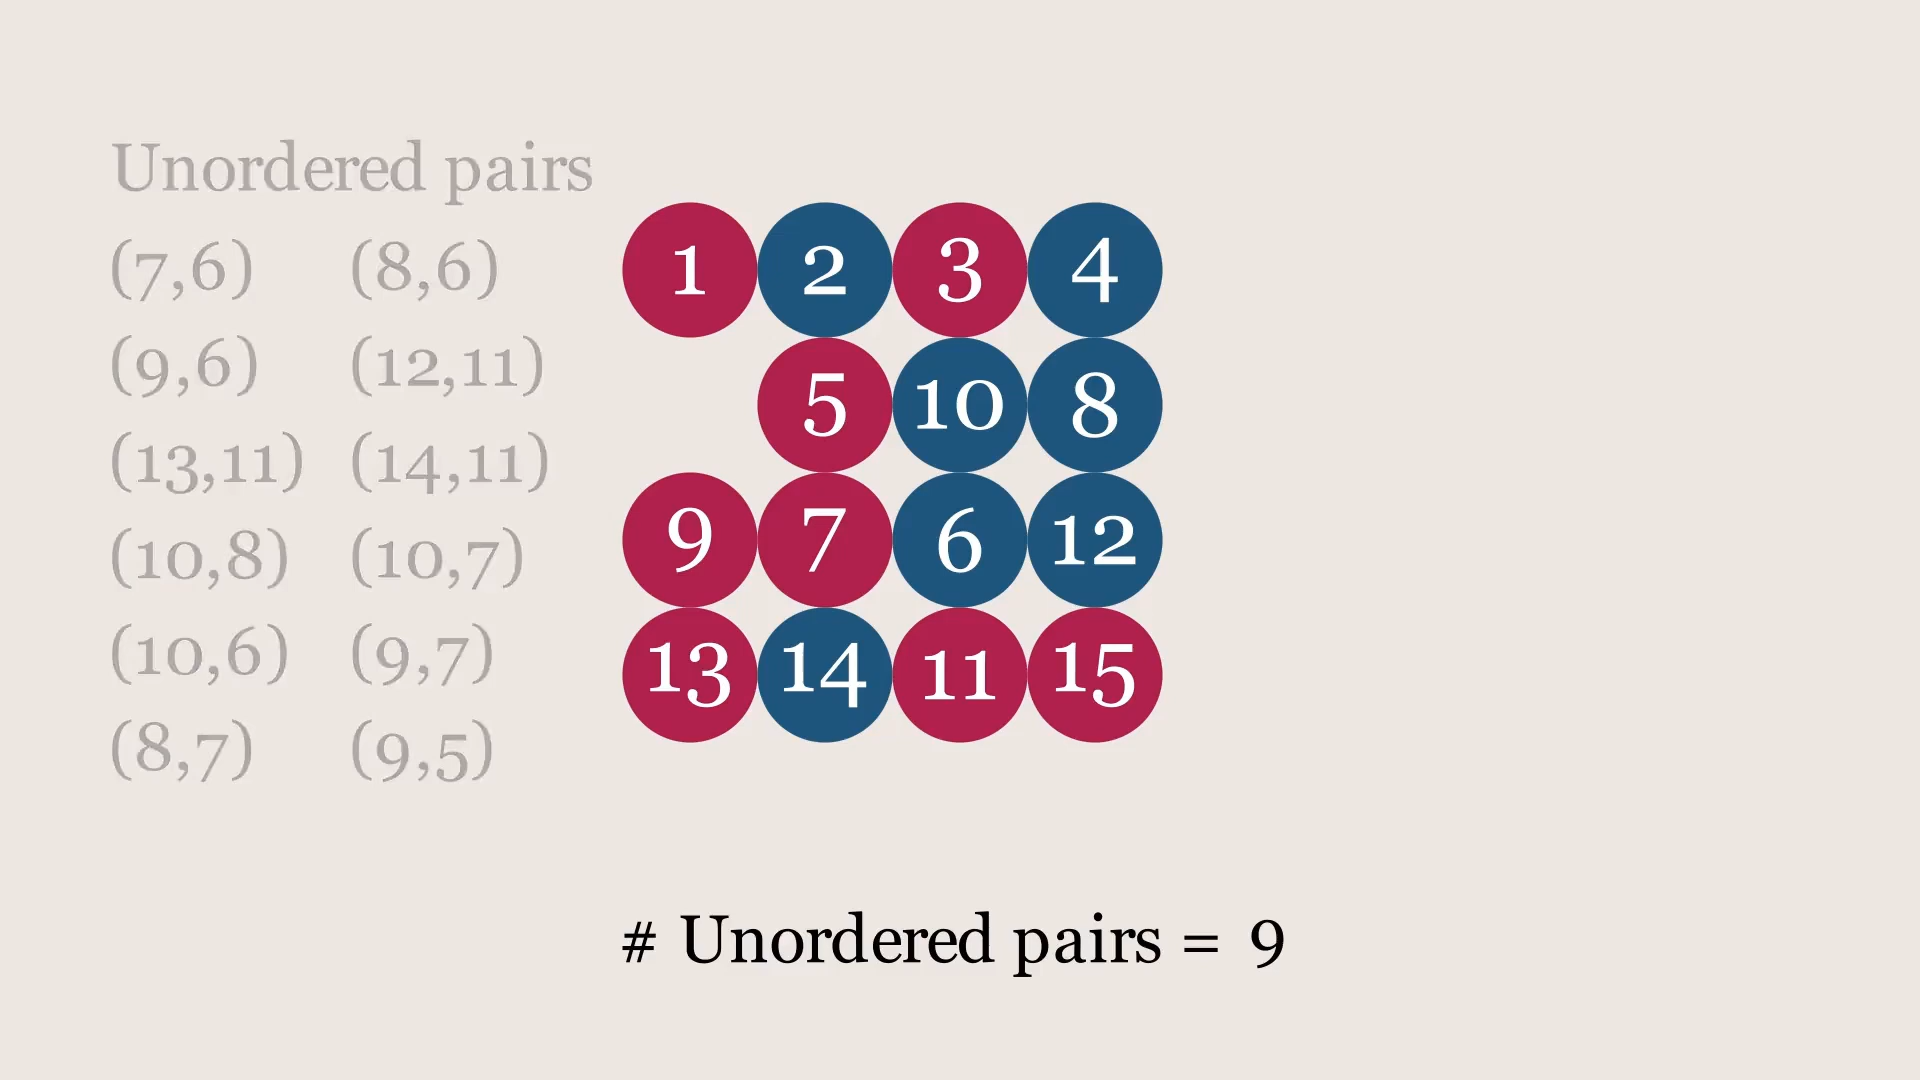 Unordered pairs
(7,6) (8,6)
(9,6) (12,11)
(13,11) (14,11)
(10,8) (10,7)
(10,6) (9,7)
(8,7) (9,5)
1 2 3 4
5 10 8
9 7 6 12
13 14 11 15
# Unordered pairs = 9